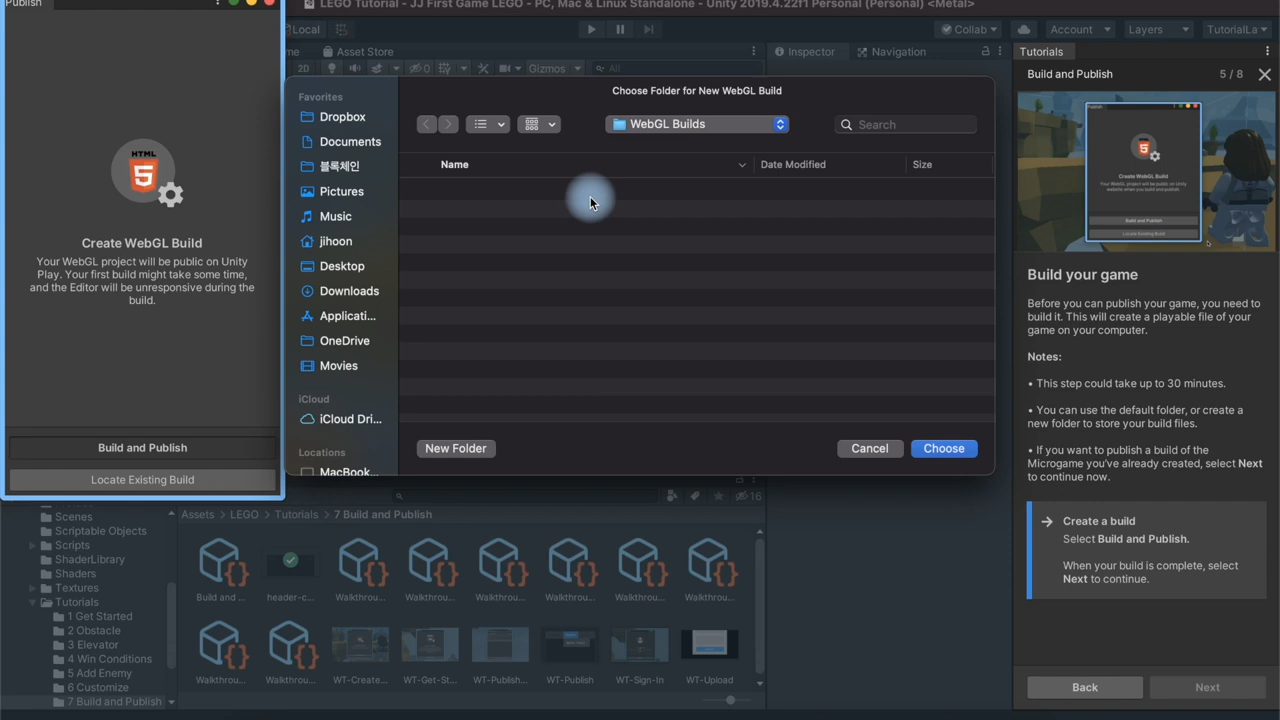 Publish
LEGO Tutorial - JJ First Game LEGO - PC, Mac & Linux Standalone - Unity 2019.4.22f1 Personal (Personal) <Metal>
Local
Collab
Account
Layers
TutorialLa
me
Asset Store
Inspector
Navigation
Tutorials
2D
0
Gizmos
All
Build and Publish
5 / 8
Choose Folder for New WebGL Build
Favorites
Dropbox
Documents
블록체인
Pictures
Music
jihoon
Desktop
Downloads
Applicati...
OneDrive
Movies
iCloud
iCloud Dri...
Locations
MacBook...
WebGL Builds
Search
Name
Date Modified
Size
New Folder
Cancel
Choose
HTML
5
Create WebGL Build
Your WebGL project will be public on Unity
Play. Your first build might take some time,
and the Editor will be unresponsive during the
build.
Build and Publish
Locate Existing Build
Create WebGL Build
Build and Publish
Locate Existing Build
Build your game
Before you can publish your game, you need to
build it. This will create a playable file of your
game on your computer.
Notes:
• This step could take up to 30 minutes.
• You can use the default folder, or create a
new folder to store your build files.
• If you want to publish a build of the
Microgame you've already created, select Next
to continue now.
Create a build
Select Build and Publish.
When your build is complete, select
Next to continue.
Back
Next
16
Scenes
Scriptable Objects
Scripts
ShaderLibrary
Shaders
Textures
Tutorials
1 Get Started
2 Obstacle
3 Elevator
4 Win Conditions
5 Add Enemy
6 Customize
7 Build and Publish
Assets > LEGO > Tutorials > 7 Build and Publish
Build and ...
header-c...
Walkthrou...
Walkthrou...
Walkthrou...
Walkthrou...
Walkthrou...
Walkthrou...
Walkthrou...
Walkthrou...
WT-Create...
WT-Get-St...
WT-Publish...
WT-Publish
WT-Sign-In
WT-Upload